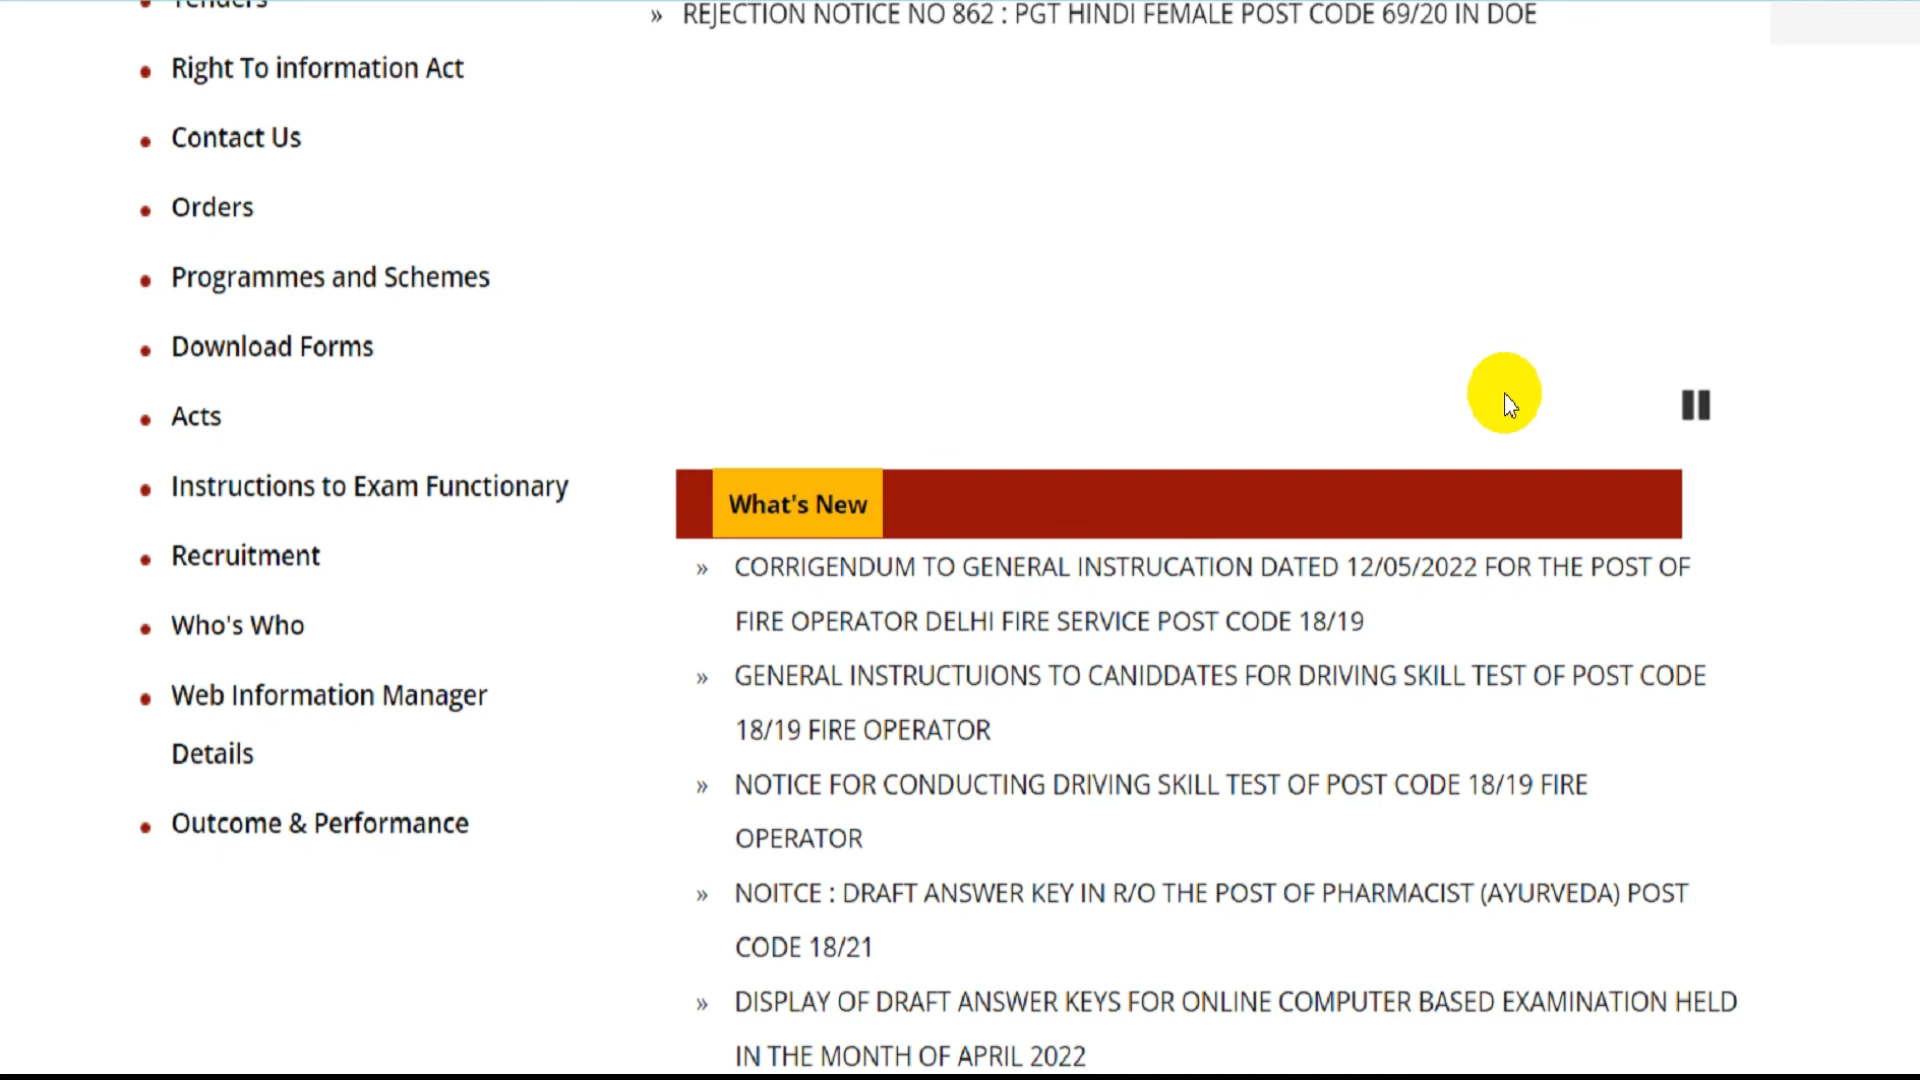 Tenders
Right To information Act
Contact Us
Orders
Programmes and Schemes
Download Forms
Acts
Instructions to Exam Functionary
Recruitment
Who's Who
Web Information Manager
Details
Outcome & Performance
» REJECTION NOTICE NO 862 : PGT HINDI FEMALE POST CODE 69/20 IN DOE
What's New
» CORRIGENDUM TO GENERAL INSTRUCATION DATED 12/05/2022 FOR THE POST OF
FIRE OPERATOR DELHI FIRE SERVICE POST CODE 18/19
» GENERAL INSTRUCTUIONS TO CANIDDATES FOR DRIVING SKILL TEST OF POST CODE
18/19 FIRE OPERATOR
» NOTICE FOR CONDUCTING DRIVING SKILL TEST OF POST CODE 18/19 FIRE
OPERATOR
» NOITCE : DRAFT ANSWER KEY IN R/O THE POST OF PHARMACIST (AYURVEDA) POST
CODE 18/21
» DISPLAY OF DRAFT ANSWER KEYS FOR ONLINE COMPUTER BASED EXAMINATION HELD
IN THE MONTH OF APRIL 2022